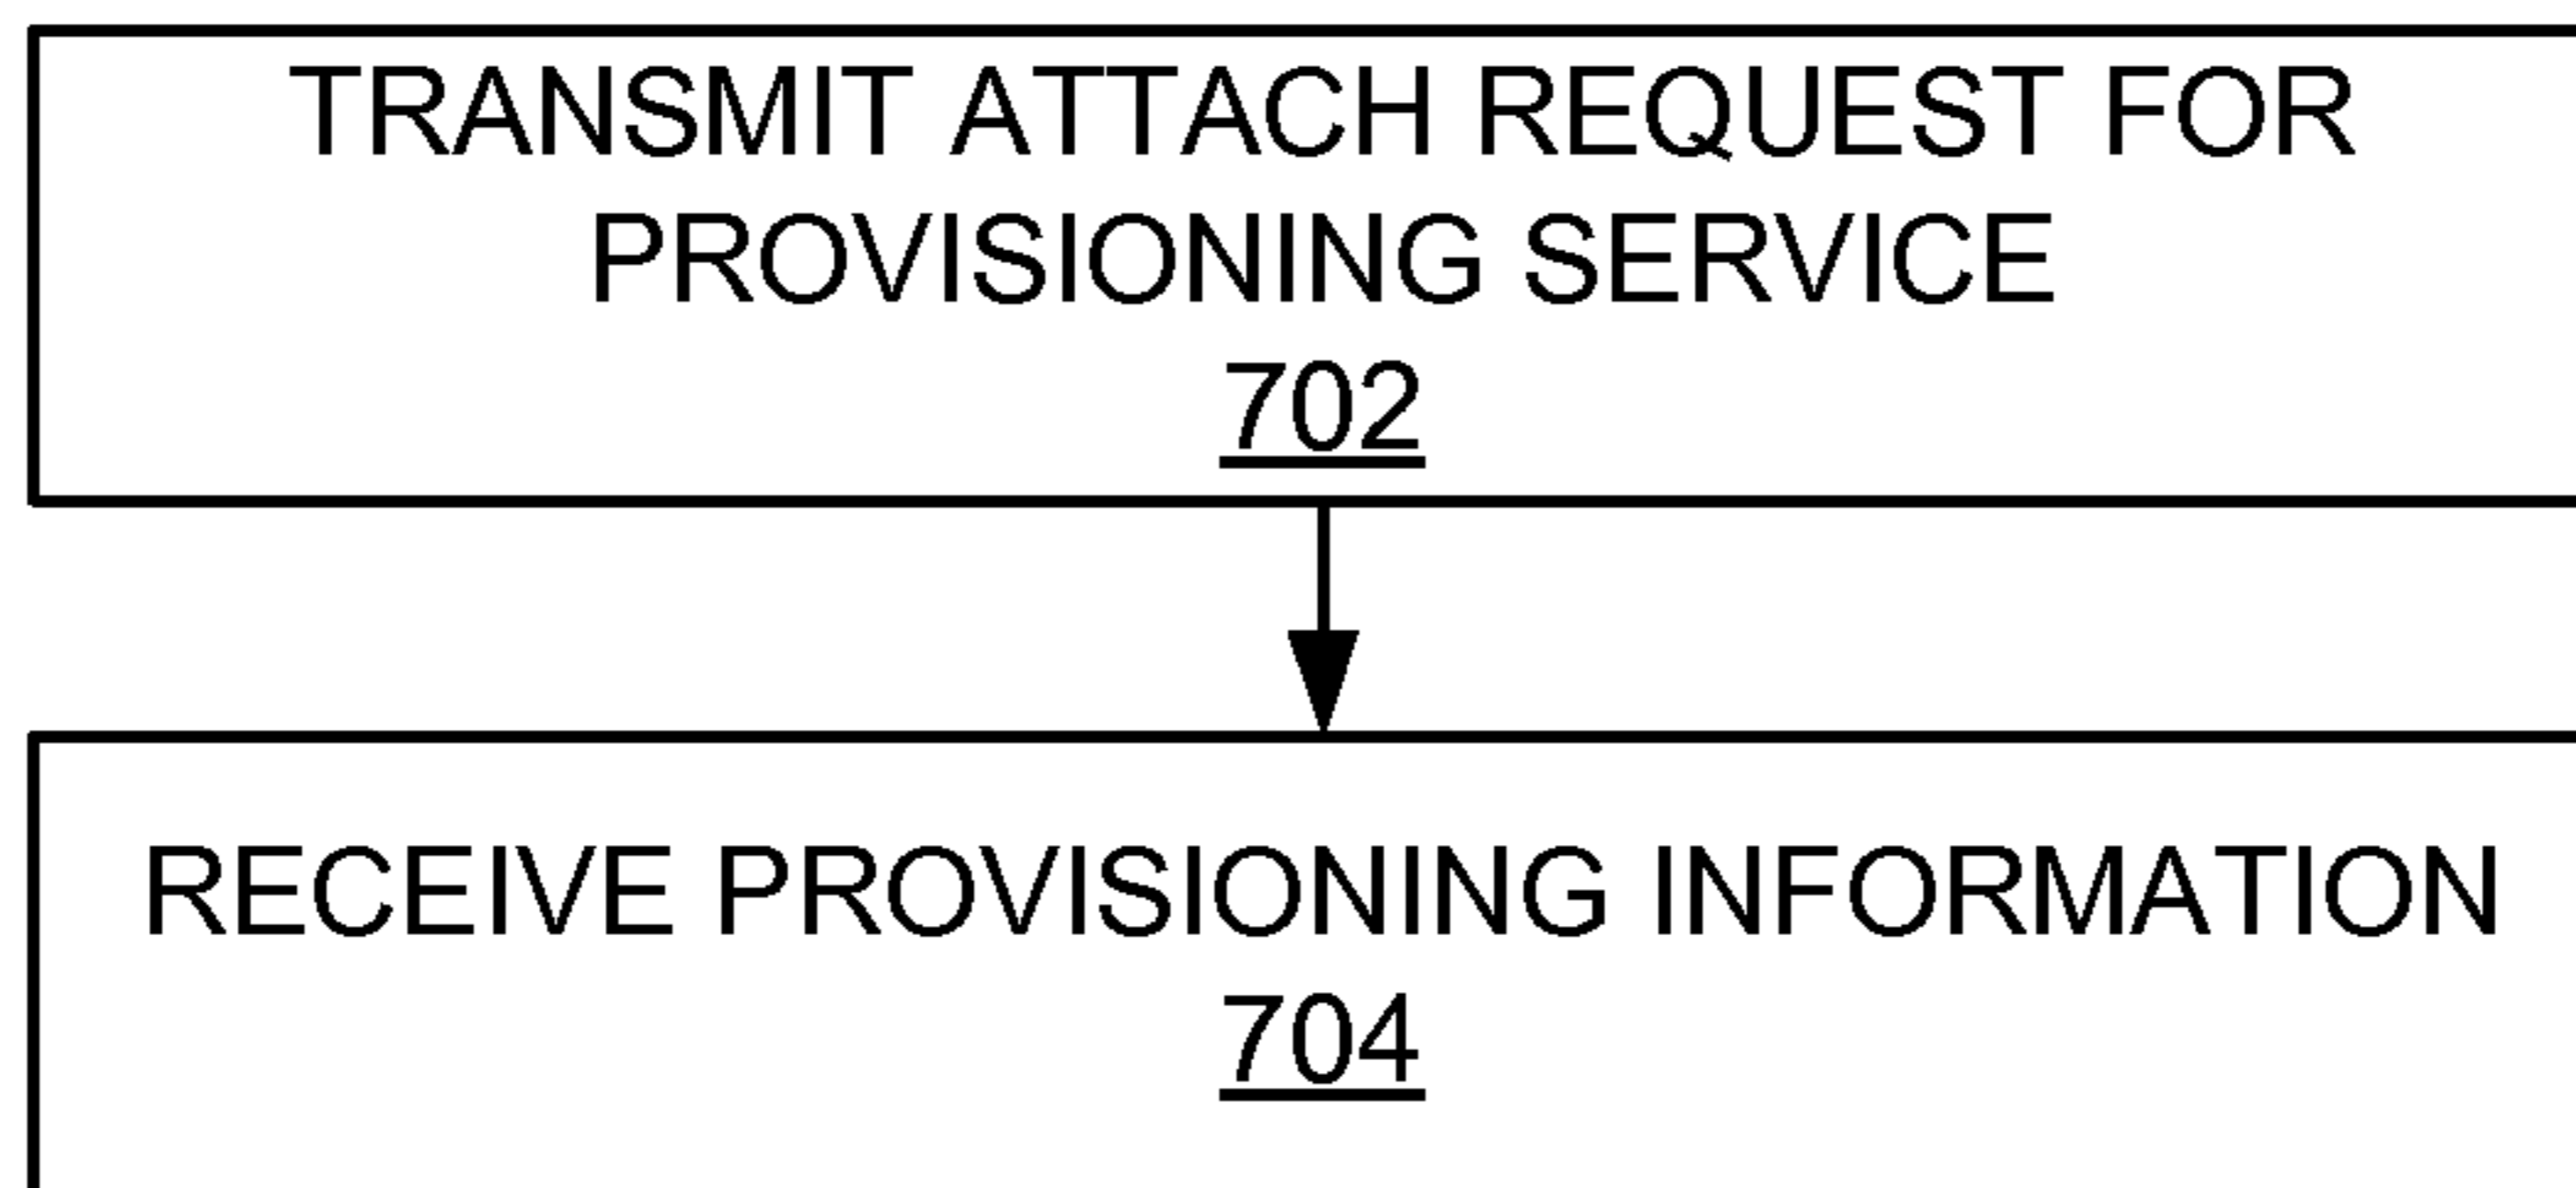 TRANSMIT ATTACH REQUEST FOR
PROVISIONING SERVICE
702
RECEIVE PROVISIONING INFORMATION
704